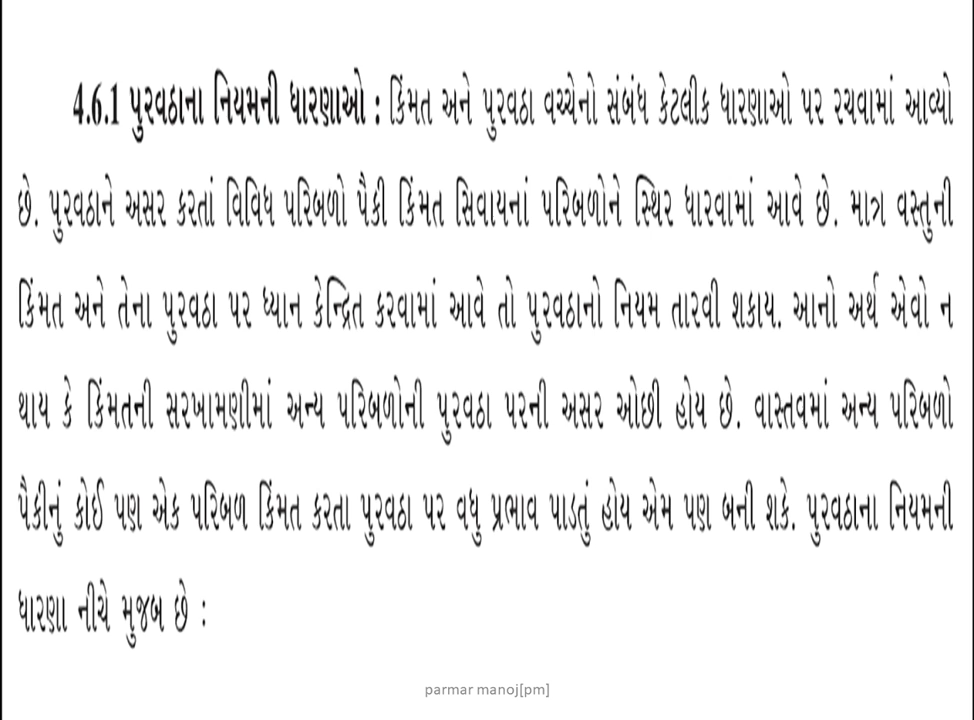 4.6.1 પુરવઠાના નિયમની ધારણાઓ : કિંમત અને પુરવઠા વચ્ચેનો સંબંધ કેટલીક ધારણાઓ પર રચવામાં આવ્યો
છે. પુરવઠાને અસર કરતાં વિવિધ પરિબળો પૈકી કિંમત સિવાયનાં પરિબળોને સ્થિર ધારવામાં આવે છે. માત્ર વસ્તુની
કિંમત અને તેના પુરવઠા પર ધ્યાન કેન્દ્રિત કરવામાં આવે તો પુરવઠાનો નિયમ તારવી શકાય. આનો અર્થ એવો ન
થાય કે કિંમતની સરખામણીમાં અન્ય પરિબળોની પુરવઠા પરની અસર ઓછી હોય છે. વાસ્તવમાં અન્ય પરિબળો
પૈકીનું કોઈ પણ એક પરિબળ કિંમત કરતા પુરવઠા પર વધુ પ્રભાવ પાડતું હોય એમ પણ બની શકે. પુરવઠાના નિયમની
ધારણા નીચે મુજબ છે :
parmar manoj[pm]